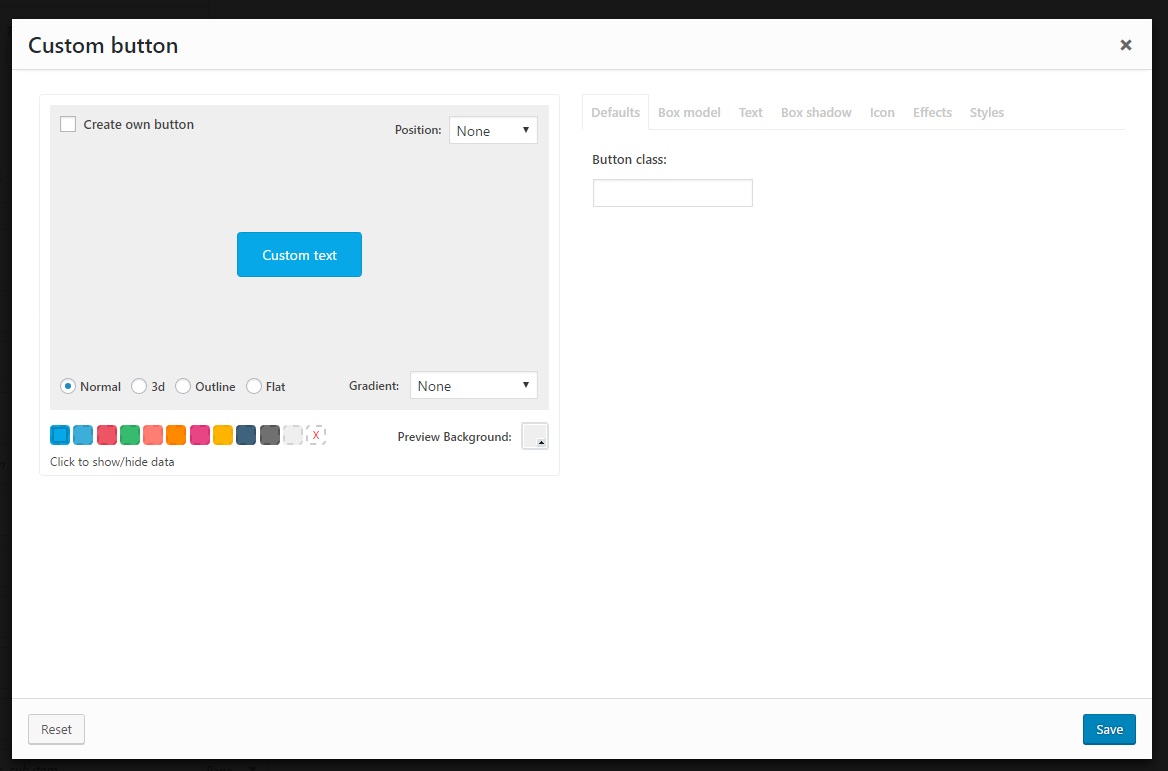 Custom button
Create own button
Position: None
Custom text
Normal 3d Outline Flat Gradient: None
X Preview Background:
Click to show/hide data
Defaults Box model Text Box shadow Icon Effects Styles
Button class:
Reset
Save